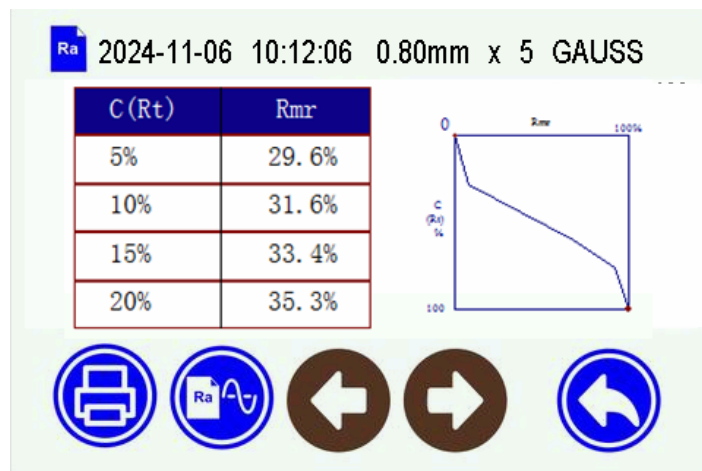 Ra 2024-11-06 10:12:06 0.80mm x 5 GAUSS
C(Rt) Rmr
5% 29.6%
10% 31.6%
15% 33.4%
20% 35.3%
0 Rmr 100%
C
(Rt)
%
100
Ra